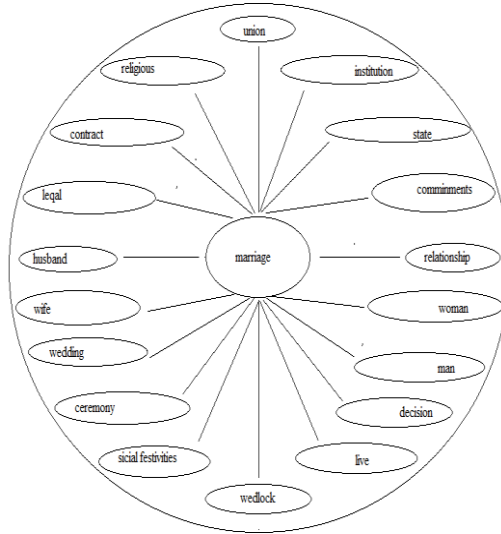 union
religious
institution
contract
state
leqal
comminments
husband
marriage
relationship
wife
woman
wedding
man
ceremony
decision
sicial festivities
live
wedlock